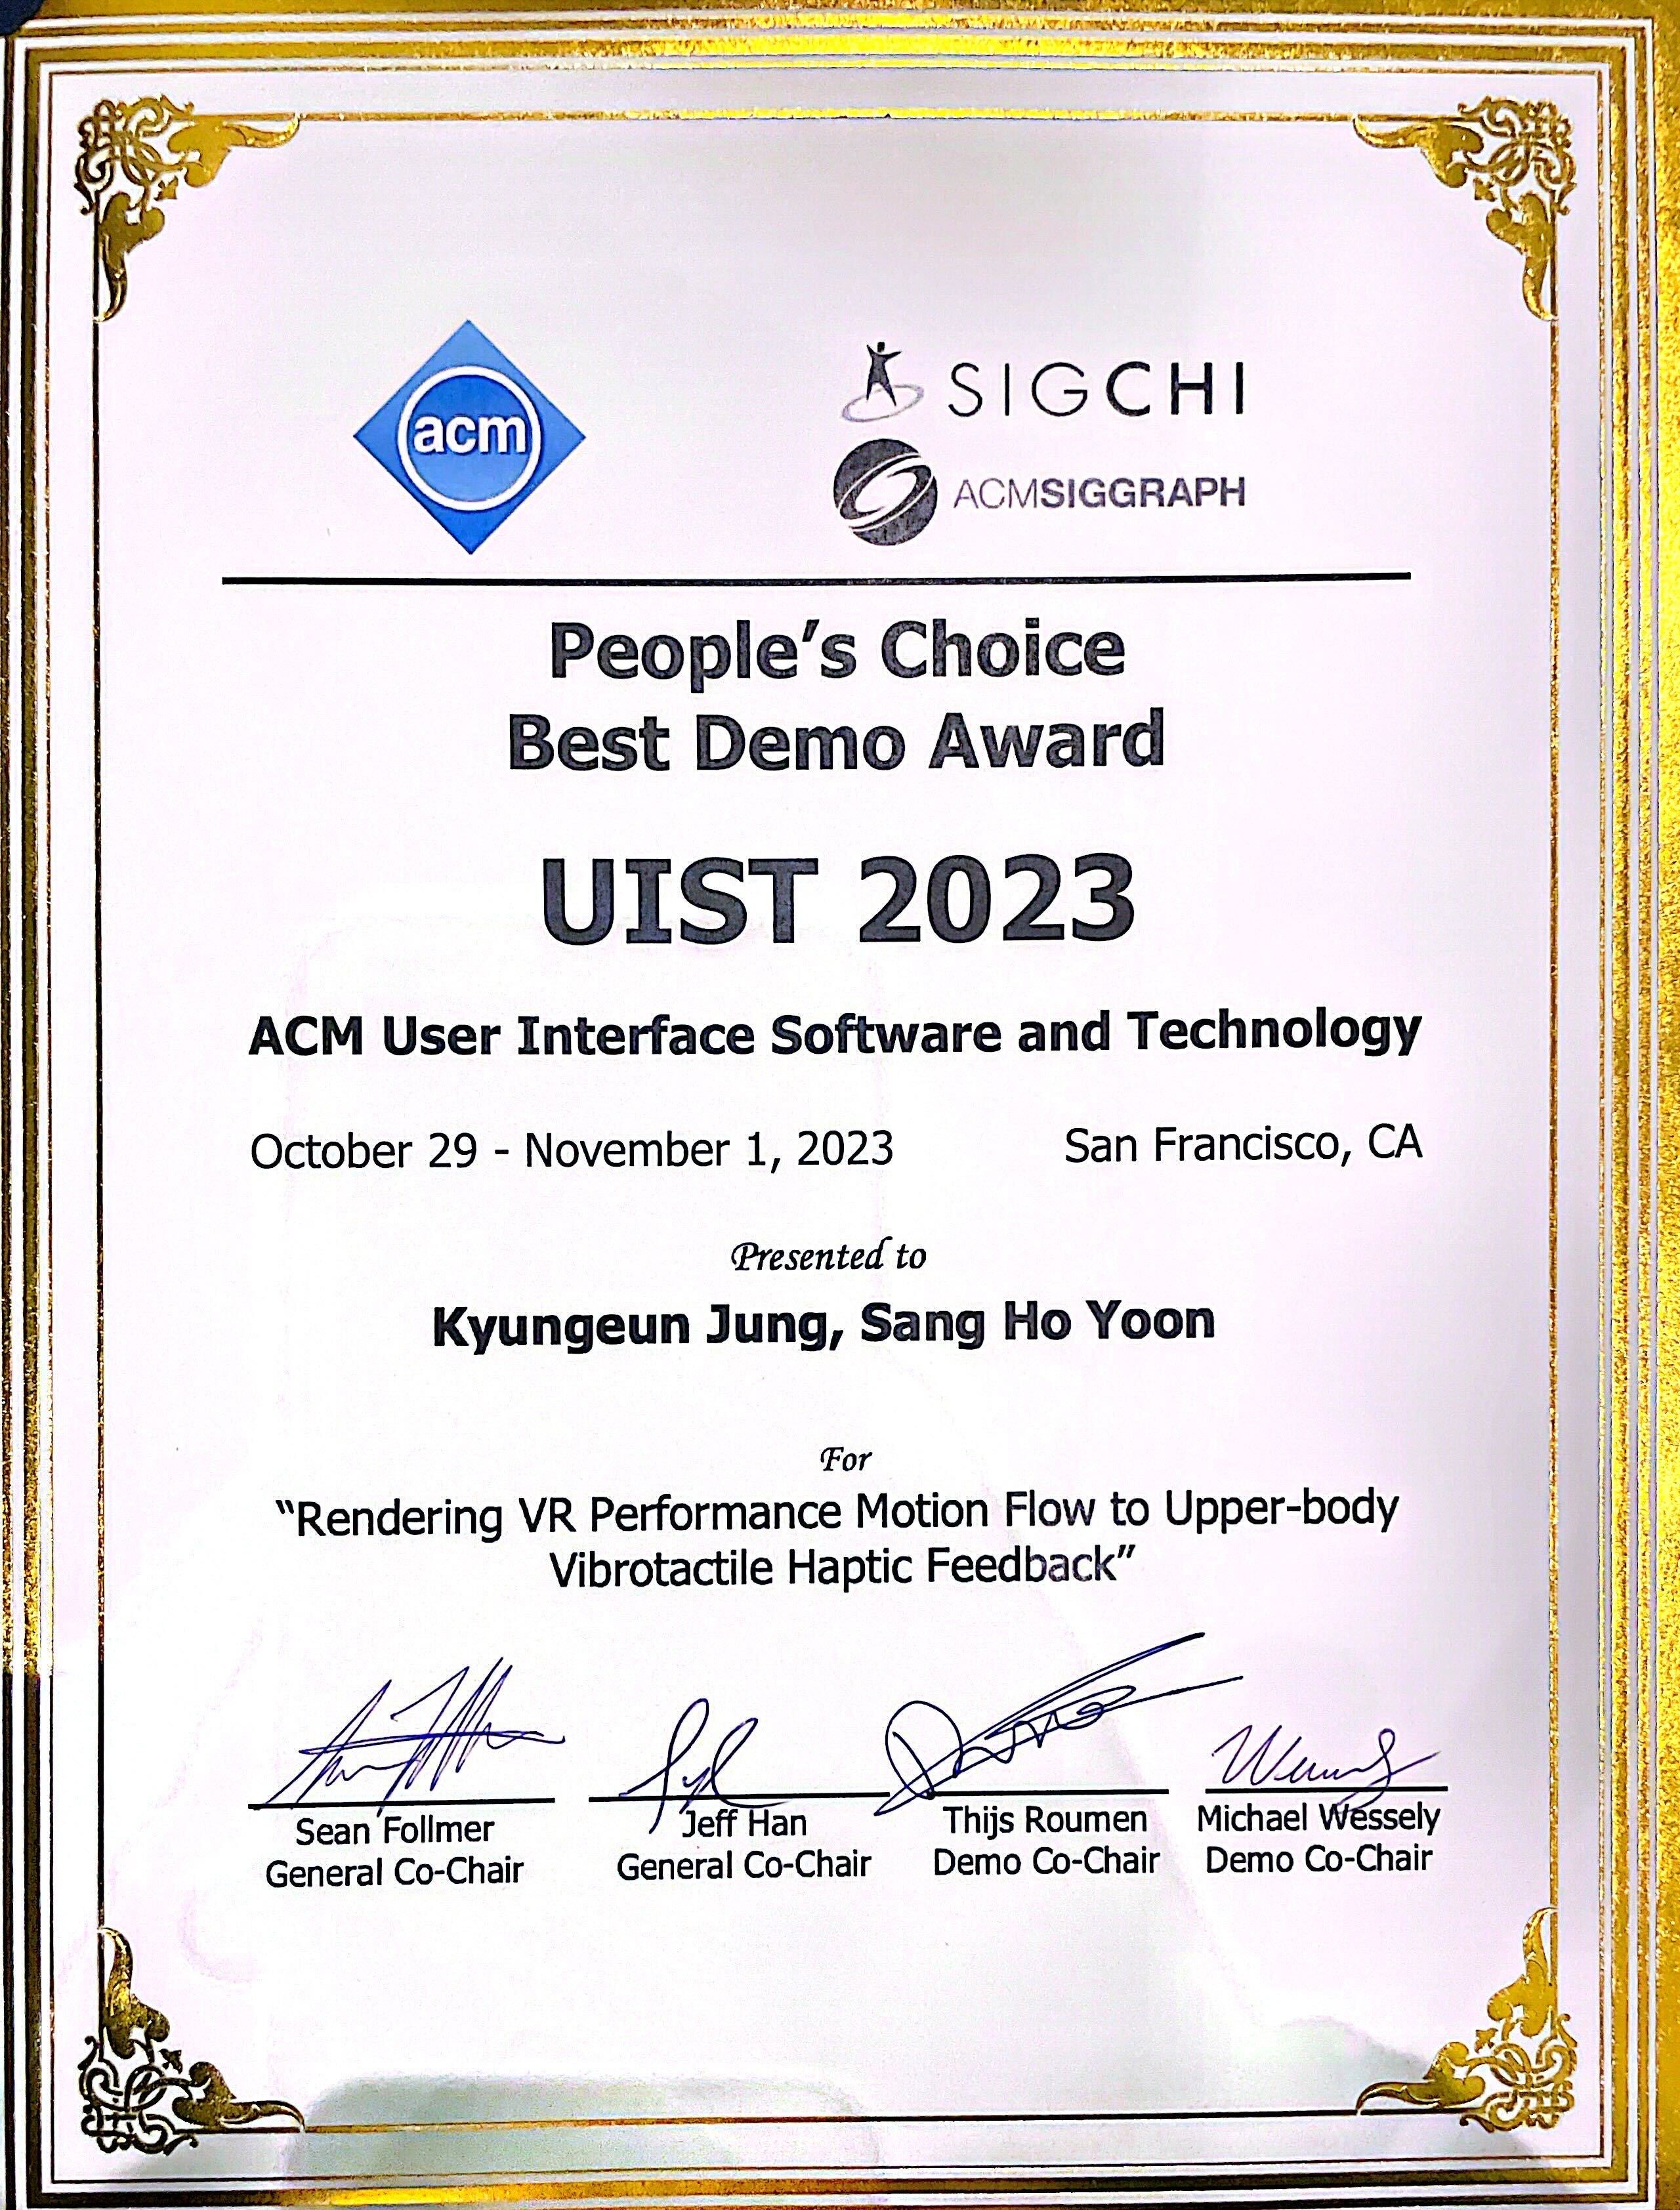 acm
SIGCHI
ACMSIGGRAPH
People’s Choice
Best Demo Award
UIST 2023
ACM User Interface Software and Technology
October 29 - November 1, 2023 San Francisco, CA
Presented to
Kyungeun Jung, Sang Ho Yoon
For
“Rendering VR Performance Motion Flow to Upper-body
Vibrotactile Haptic Feedback”
Sean Follmer Jeff Han Thijs Roumen Michael Wessely
General Co-Chair General Co-Chair Demo Co-Chair Demo Co-Chair